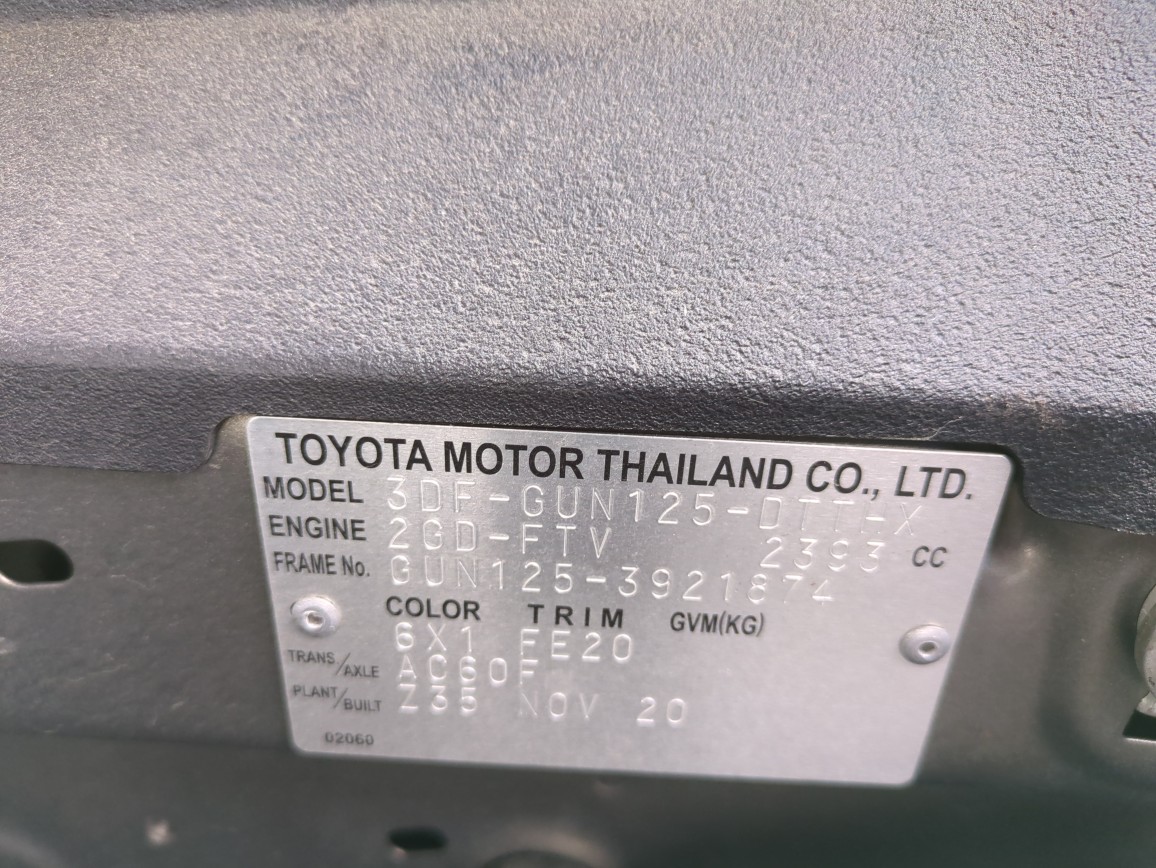 TOYOTA MOTOR THAILAND CO., LTD.
MODEL 3DF-GUN125-DTTHX
ENGINE 2GD-FTV 2393 CC
FRAME No. GUN125-3921874
COLOR TRIM GVM(KG)
6X1 FE20
TRANS/AXLE AC60F
PLANT/BUILT Z35 NOV 20
02060